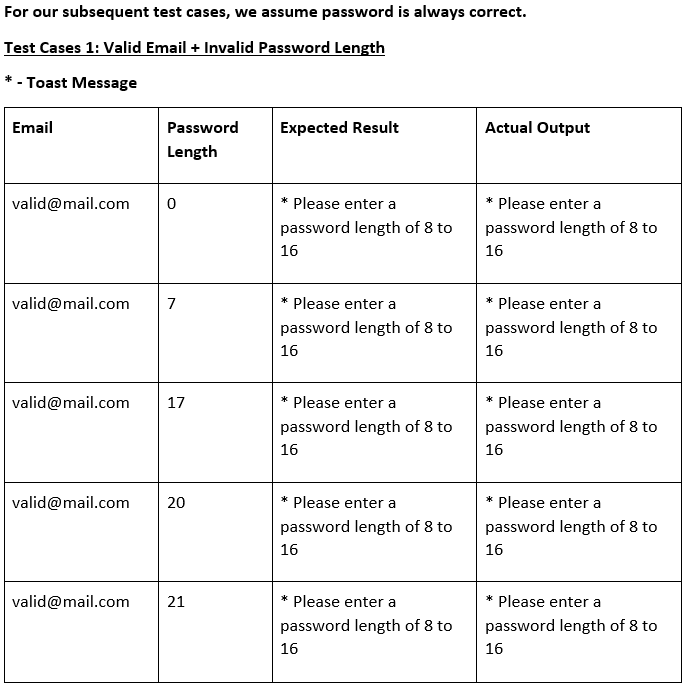 For our subsequent test cases, we assume password is always correct.
Test Cases 1: Valid Email + Invalid Password Length
* - Toast Message
Email
Password
Length
Expected Result
Actual Output
valid@mail.com
0
* Please enter a
password length of 8 to
16
* Please enter a
password length of 8 to
16
valid@mail.com
7
* Please enter a
password length of 8 to
16
* Please enter a
password length of 8 to
16
valid@mail.com
17
* Please enter a
password length of 8 to
16
* Please enter a
password length of 8 to
16
valid@mail.com
20
* Please enter a
password length of 8 to
16
* Please enter a
password length of 8 to
16
valid@mail.com
21
* Please enter a
password length of 8 to
16
* Please enter a
password length of 8 to
16